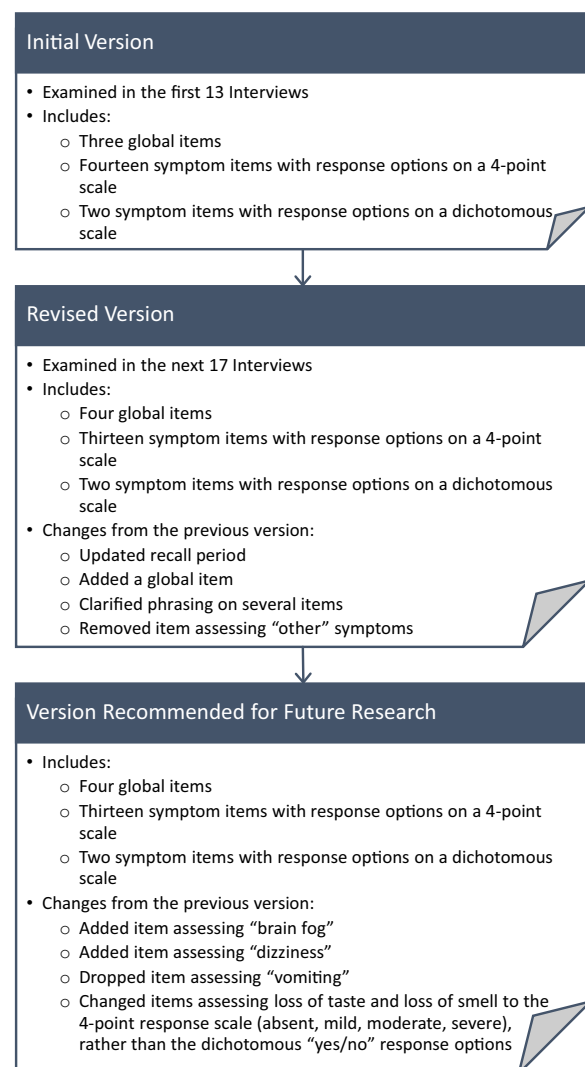 Initial Version
• Examined in the first 13 Interviews
• Includes:
o Three global items
o Fourteen symptom items with response options on a 4-point
scale
o Two symptom items with response options on a dichotomous
scale
Revised Version
• Examined in the next 17 Interviews
• Includes:
o Four global items
o Thirteen symptom items with response options on a 4-point
scale
o Two symptom items with response options on a dichotomous
scale
• Changes from the previous version:
o Updated recall period
o Added a global item
o Clarified phrasing on several items
o Removed item assessing “other” symptoms
Version Recommended for Future Research
• Includes:
o Four global items
o Thirteen symptom items with response options on a 4-point
scale
o Two symptom items with response options on a dichotomous
scale
• Changes from the previous version:
o Added item assessing “brain fog”
o Added item assessing “dizziness”
o Dropped item assessing “vomiting”
o Changed items assessing loss of taste and loss of smell to the
4-point response scale (absent, mild, moderate, severe),
rather than the dichotomous “yes/no” response options